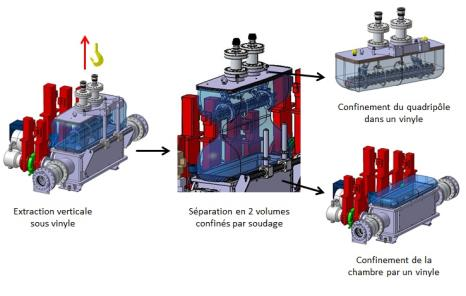 Confinement du quadripôle
dans un vinyle
Extraction verticale
sous vinyle
Séparation en 2 volumes
confinés par soudage
Confinement de la
chambre par un vinyle